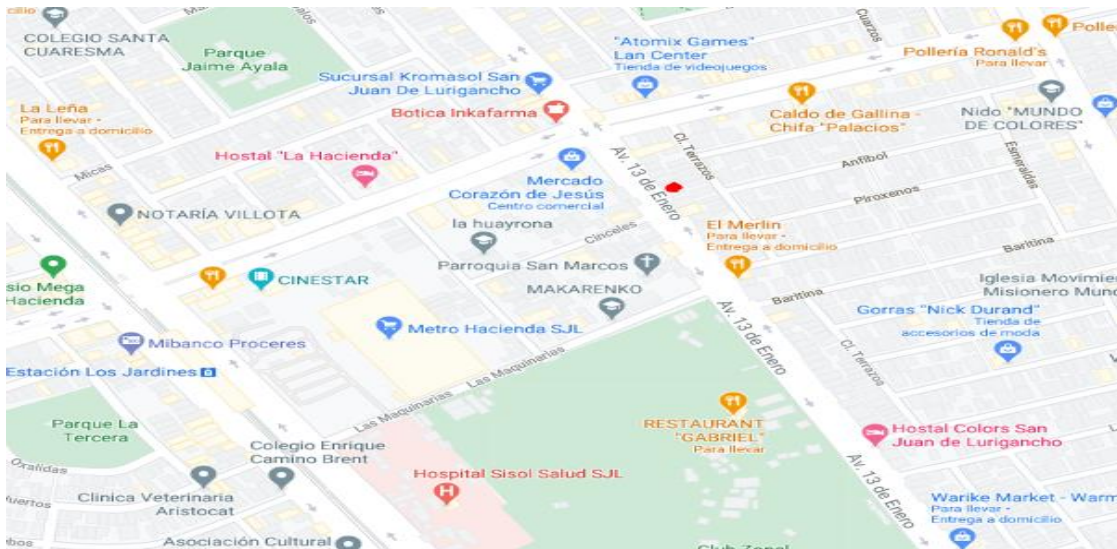 cilio
COLEGIO SANTA
CUARESMA
Parque
Jaime Ayala
"Atomix Games"
Lan Center
Tienda de videojuegos
Cuarzos
Pollería Ronald's
Para llevar
Sucursal Kromasol San
Juan De Lurigancho
Botica Inkafarma
Caldo de Gallina -
Chifa "Palacios"
Nido "MUNDO
DE COLORES"
La Leña
Para llevar -
Entrega a domicilio
Micas
Hostal "La Hacienda"
Mercado
Corazón de Jesús
Centro comercial
Av. 13 de Enero
Cl. Terrazos
Anfibol
Piroxenos
Esmeraldas
NOTARÍA VILLOTA
la huayrona
Cinceles
Parroquia San Marcos
MAKARENKO
El Merlin
Para llevar -
Entrega a domicilio
Baritina
Baritina
sio Mega
Hacienda
CINESTAR
Metro Hacienda SJL
Mibanco Proceres
Estación Los Jardines
Las Maquinarias
Las Maquinarias
Av. 13 de Enero
Iglesia Movimie
Misionero Mund
Gorras "Nick Durand"
Tienda de
accesorios de moda
Cl. Terrazos
Parque La
Tercera
Oxalidas
Colegio Enrique
Camino Brent
RESTAURANT
"GABRIEL"
Para llevar
Hostal Colors San
Juan de Lurigancho
Hospital Sisol Salud SJL
H
Clinica Veterinaria
Aristocat
Av. 13 de Enero
Warike Market - Warm
Para llevar -
Entrega a domicilio
Asociación Cultural
Club Zonal